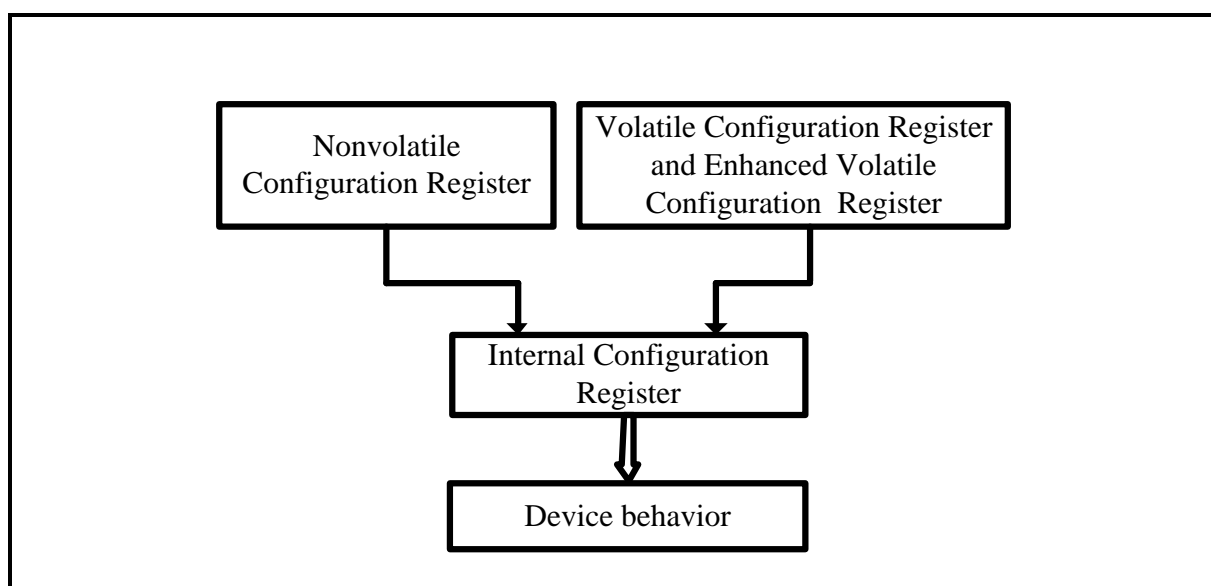 Nonvolatile
Configuration Register
Volatile Configuration Register
and Enhanced Volatile
Configuration Register
Internal Configuration
Register
Device behavior